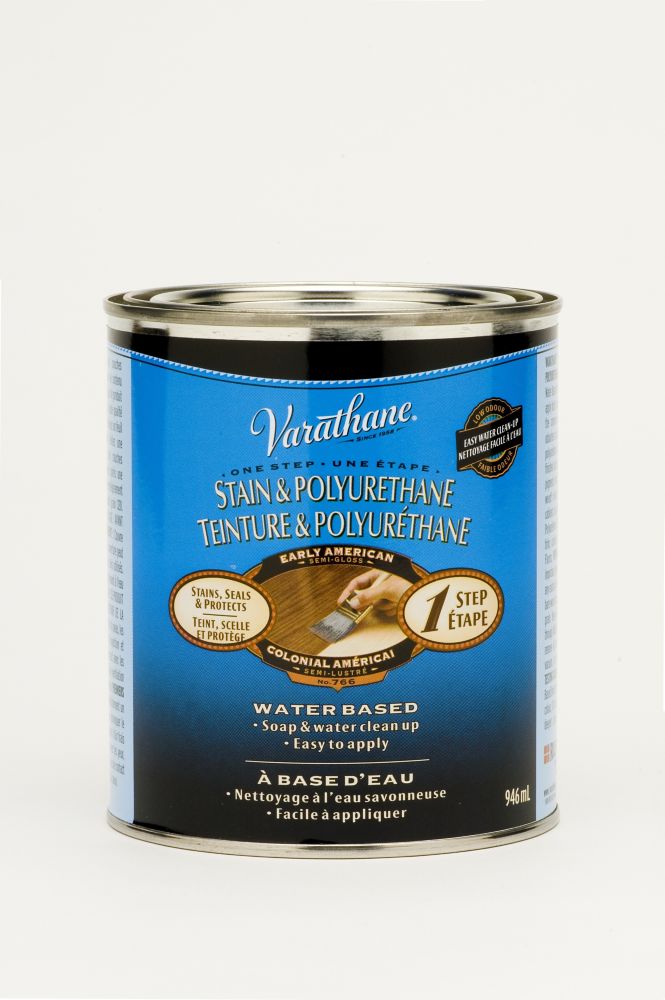 Varathane®
SINCE 1958
LOW ODOUR
EASY WATER CLEAN-UP
NETTOYAGE FACILE À L'EAU
FAIBLE ODEUR
• ONE STEP • UNE ÉTAPE •
STAIN & POLYURETHANE
TEINTURE & POLYURÉTHANE
EARLY AMERICAN
SEMI-GLOSS
STAINS, SEALS
& PROTECTS
TEINT, SCELLE
ET PROTÈGE
1 STEP
ÉTAPE
COLONIAL AMÉRICAI
SEMI-LUSTRÉ
No.766
WATER BASED
• Soap & water clean up
• Easy to apply
À BASE D'EAU
• Nettoyage à l'eau savonneuse
• Facile à appliquer
946 mL